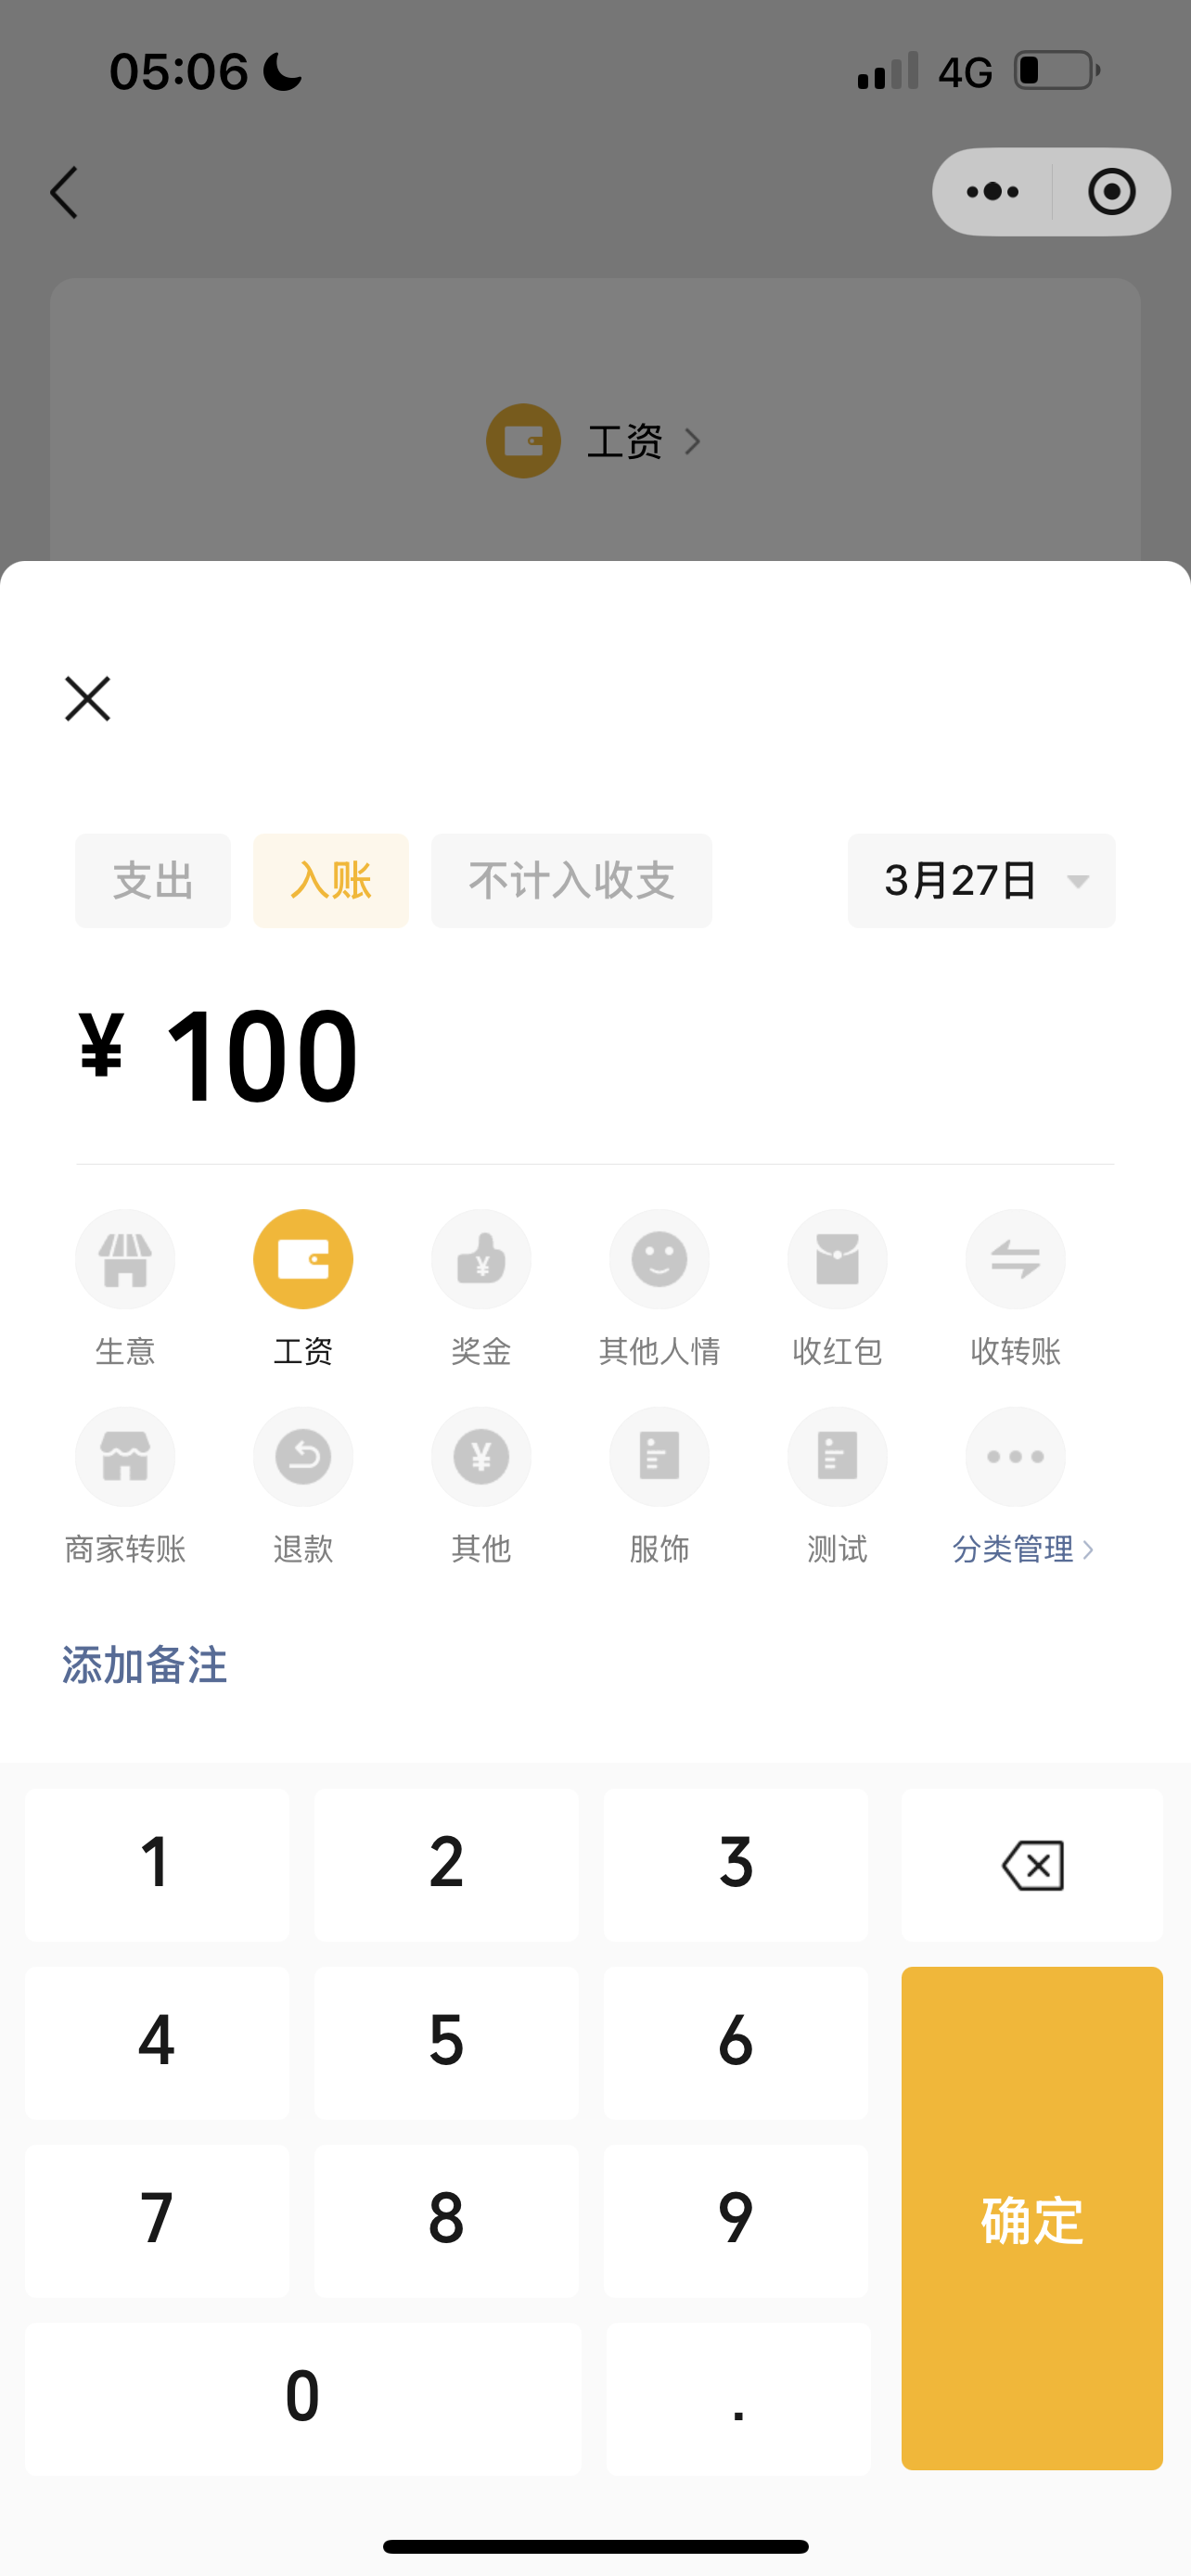 05:06 4G
工资
支出 入账 不计入收支 3月27日
¥ 100
生意 工资 奖金 其他人情 收红包 收转账
商家转账 退款 其他 服饰 测试 分类管理
添加备注
1 2 3
4 5 6
7 8 9 确定
0 .